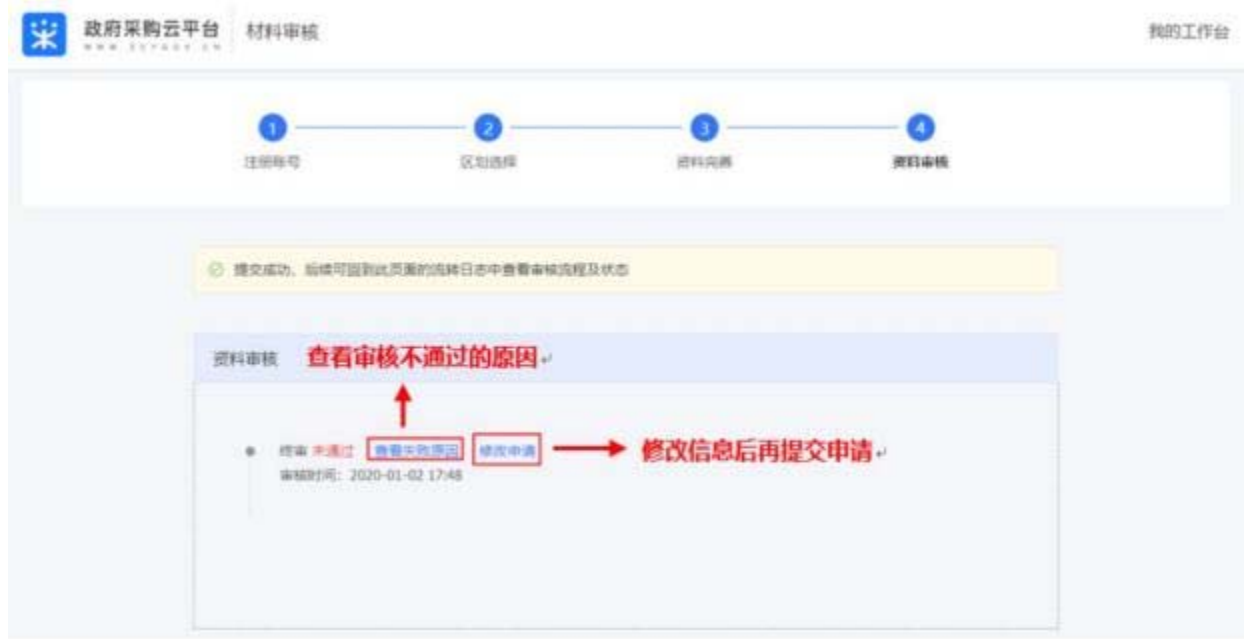 政府采购云平台 材料审核 我的工作台
1 2 3 4
注册账号 区划选择 资料完善 资料审核
提交成功、后续可回到此页面的流转日志中查看审核流程及状态
资料审核 查看审核不通过的原因
终审 未通过 查看失败原因 修改申请 修改信息后再提交申请
审核时间：2020-01-02 17:48